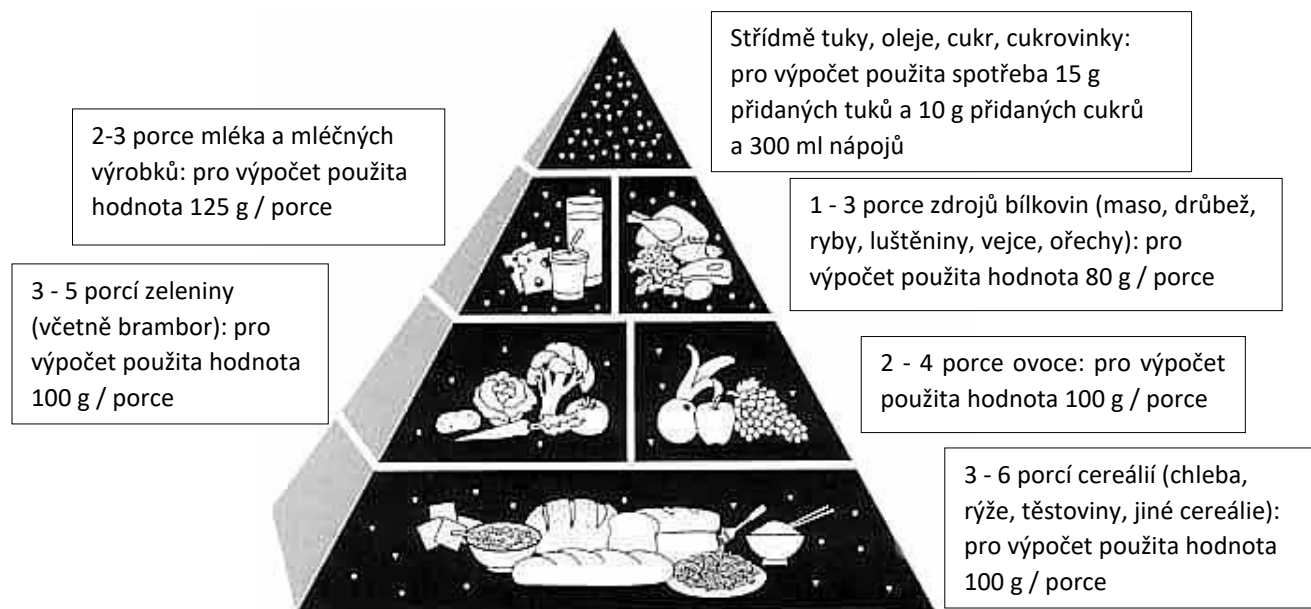 Střídmě tuky, oleje, cukr, cukrovinky:
pro výpočet použita spotřeba 15 g
přidaných tuků a 10 g přidaných cukrů
a 300 ml nápojů
2-3 porce mléka a mléčných
výrobků: pro výpočet použita
hodnota 125 g / porce
1 - 3 porce zdrojů bílkovin (maso, drůbež,
ryby, luštěniny, vejce, ořechy): pro
výpočet použita hodnota 80 g / porce
3 - 5 porcí zeleniny
(včetně brambor): pro
výpočet použita hodnota
100 g / porce
2 - 4 porce ovoce: pro výpočet
použita hodnota 100 g / porce
3 - 6 porcí cereálií (chleba,
rýže, těstoviny, jiné cereálie):
pro výpočet použita hodnota
100 g / porce